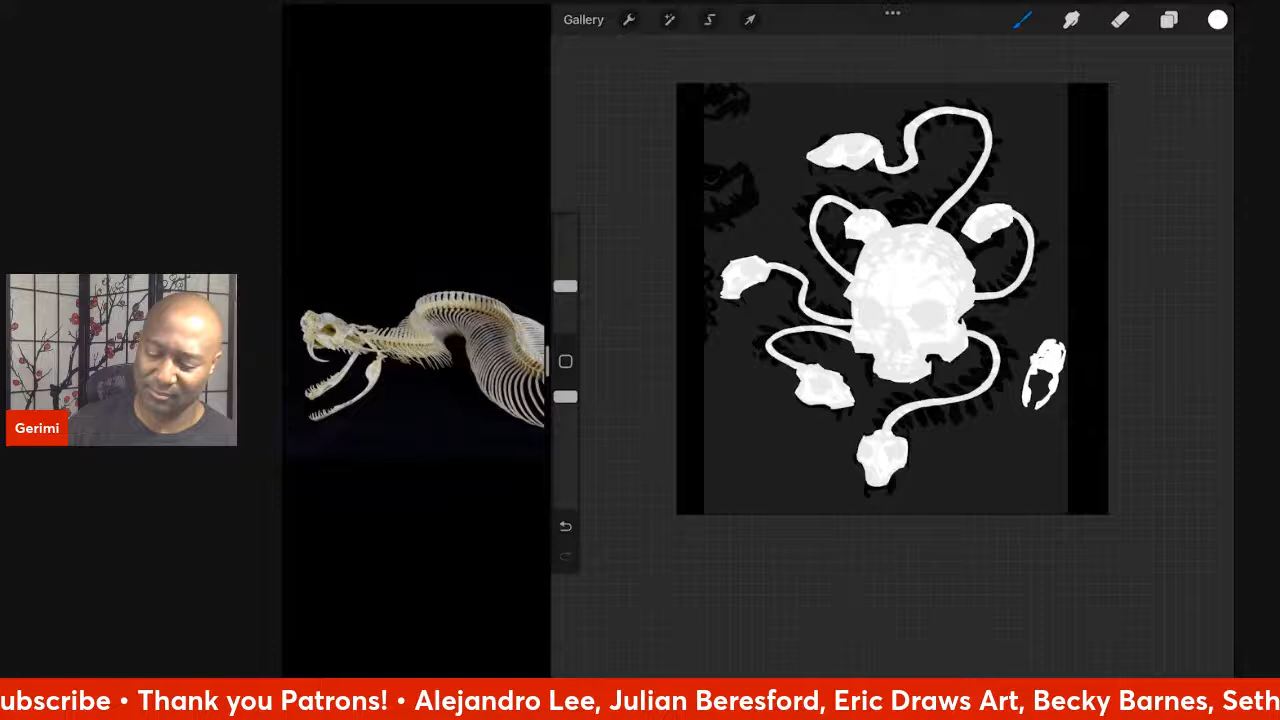 Gallery
Gerimi
ubscribe • Thank you Patrons! • Alejandro Lee, Julian Beresford, Eric Draws Art, Becky Barnes, Seth